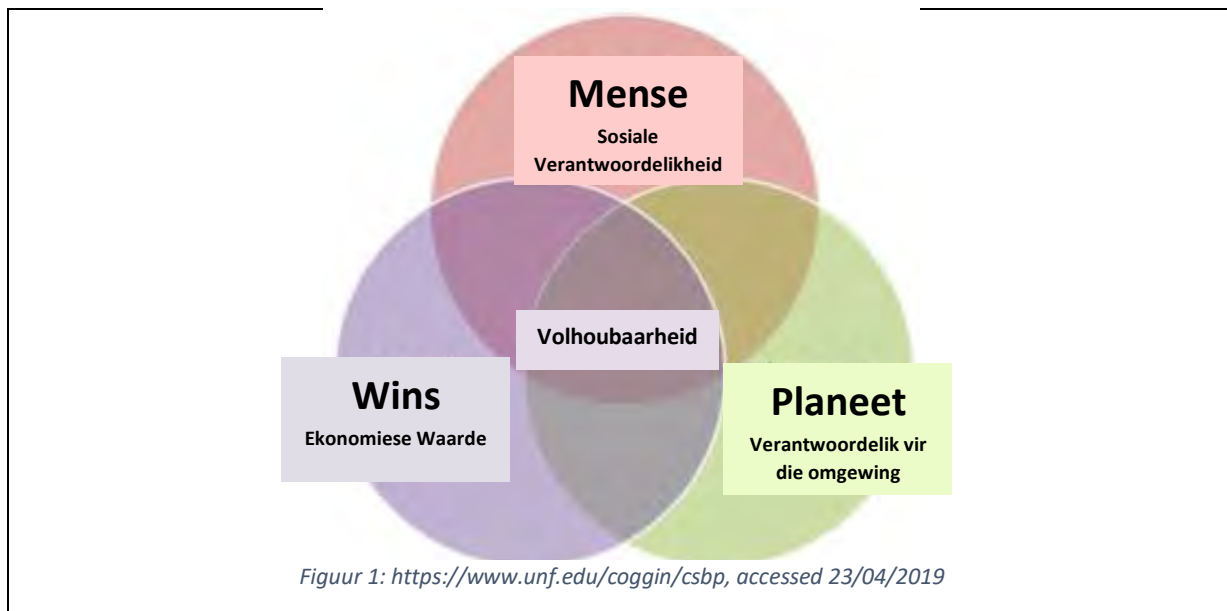 Mense
Sosiale
Verantwoordelikheid
Volhoubaarheid
Wins
Ekonomiese Waarde
Planeet
Verantwoordelik vir
die omgewing
Figuur 1: https://www.unf.edu/coggin/csbp, accessed 23/04/2019